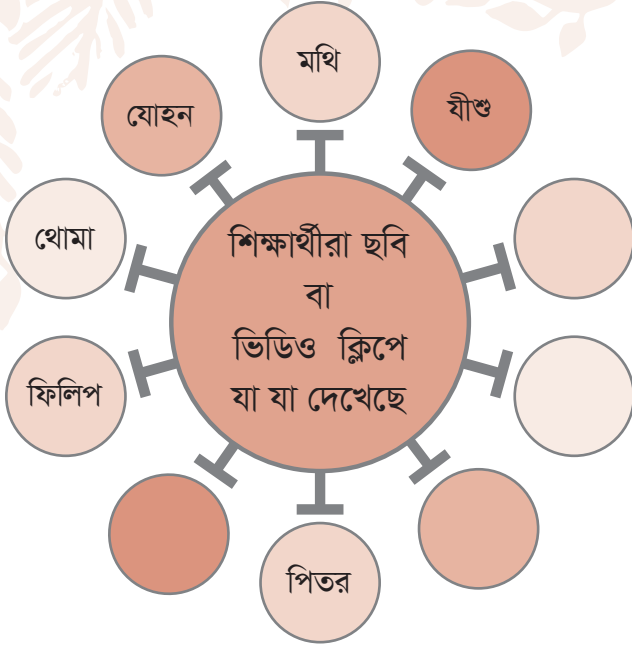 মথি
যীশু
যোহন
থোমা
শিক্ষার্থীরা ছবি
বা
ভিডিও ক্লিপে
যা যা দেখেছে
ফিলিপ
পিতর